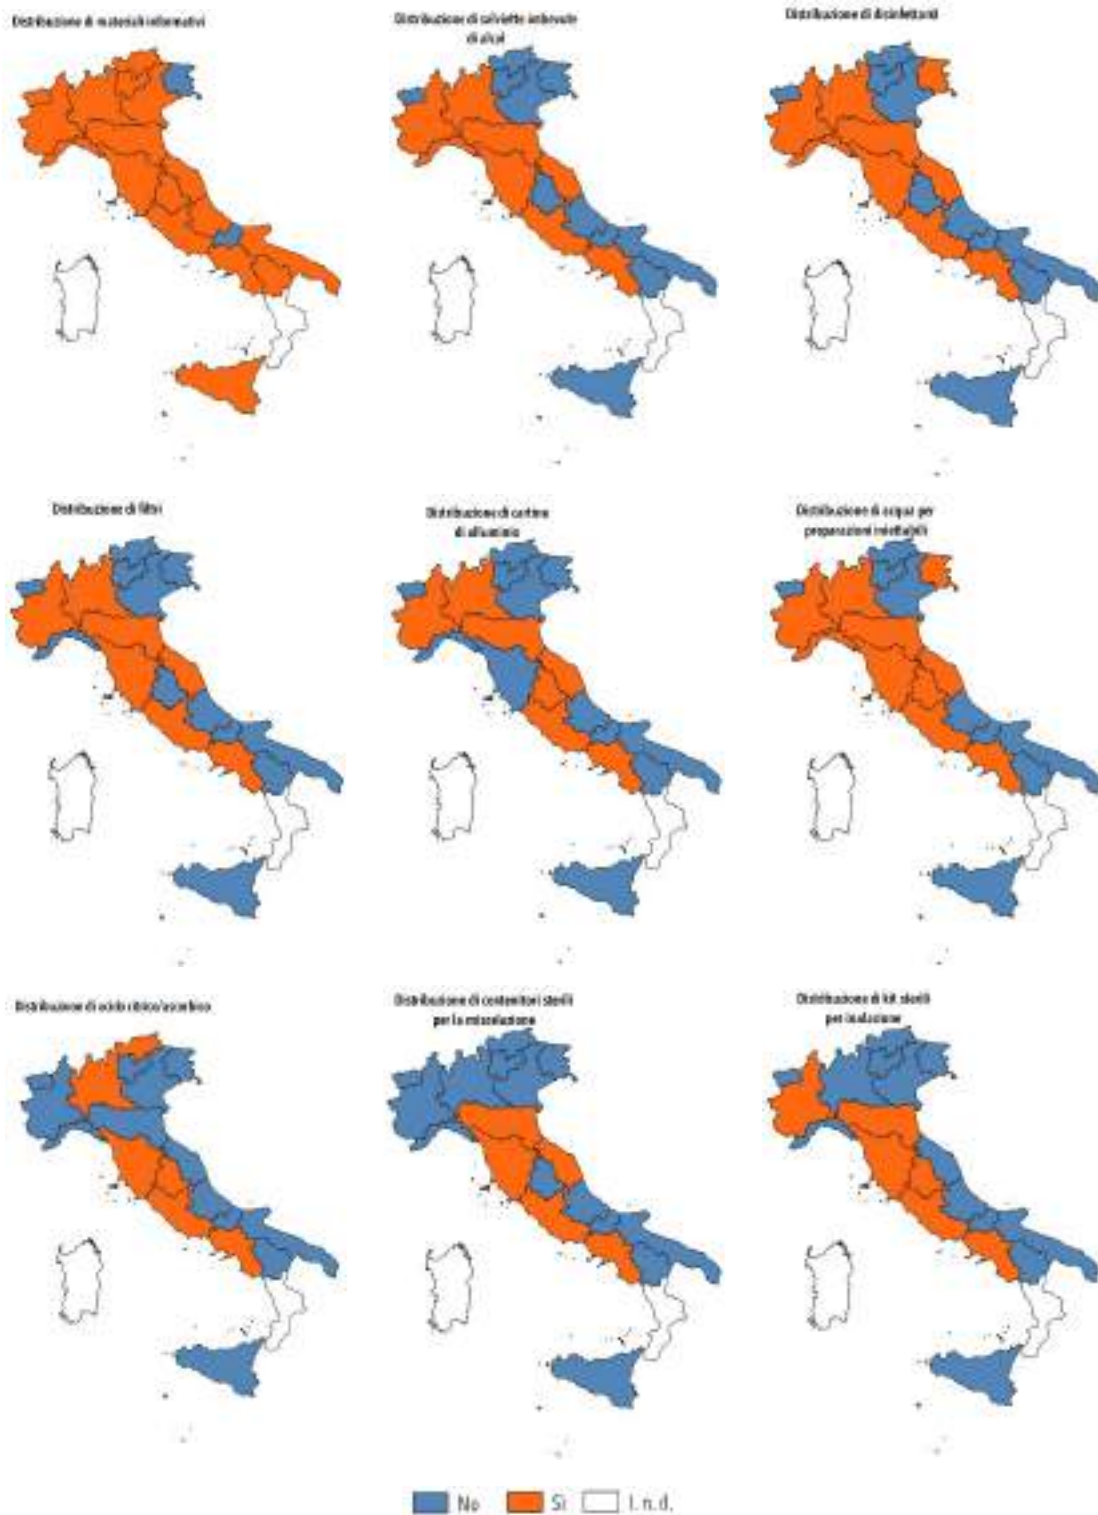 Distribuzione di materiali informativi
Distribuzione di salviette imbevute
di alcol
Distribuzione di disinfettanti
Distribuzione di filtri
Distribuzione di cartine
di alluminio
Distribuzione di acqua per
preparazioni iniettabili
Distribuzione di acido citrico/ascorbico
Distribuzione di contenitori sterili
per la miscelazione
Distribuzione di kit sterili
per inalazione
No
Sì
I. n. d.